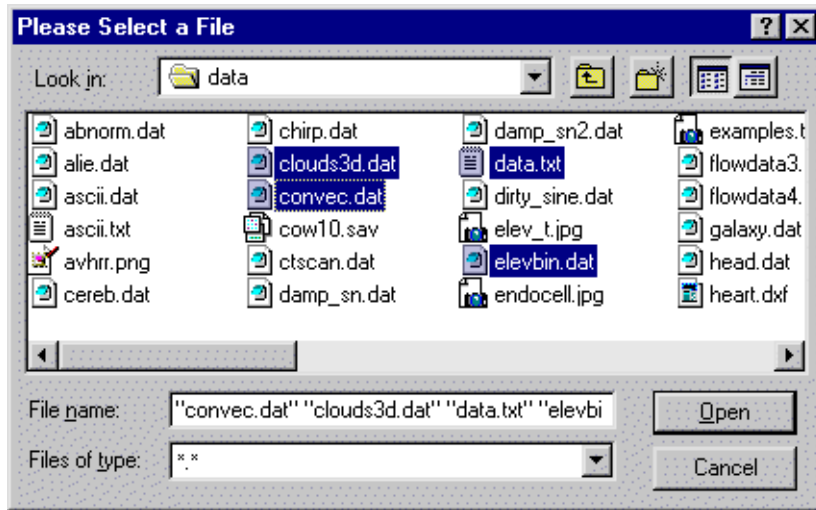 Please Select a File
Look in: data
abnorm.dat
alie.dat
ascii.dat
ascii.txt
avhrr.png
cereb.dat
chirp.dat
clouds3d.dat
convec.dat
cow10.sav
ctscan.dat
damp_sn.dat
damp_sn2.dat
data.txt
dirty_sine.dat
elev_t.jpg
elevbin.dat
endocell.jpg
examples.t
flowdata3.
flowdata4.
galaxy.dat
head.dat
heart.dxf
File name: "convec.dat" "clouds3d.dat" "data.txt" "elevbi
Open
Files of type: *.*
Cancel